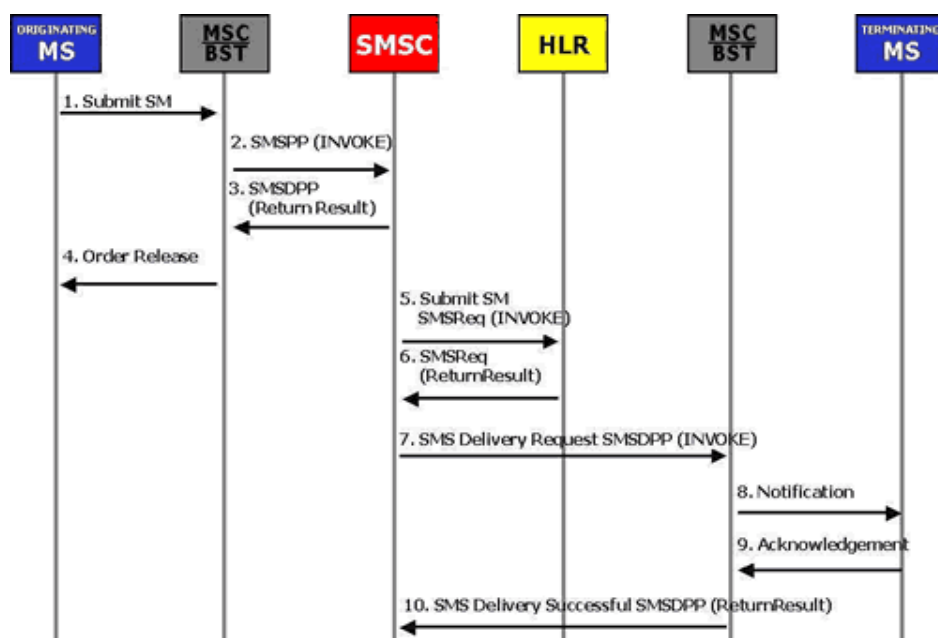 ORIGINATING
MS
MSC
BST
SMSC
HLR
MSC
BST
TERMINATING
MS
1. Submit SM
2. SMSPP (INVOKE)
3. SMSDPP
(Return Result)
4. Order Release
5. Submit SM
SMSReq (INVOKE)
6. SMSReq
(ReturnResult)
7. SMS Delivery Request SMSDPP (INVOKE)
8. Notification
9. Acknowledgement
10. SMS Delivery Successful SMSDPP (ReturnResult)